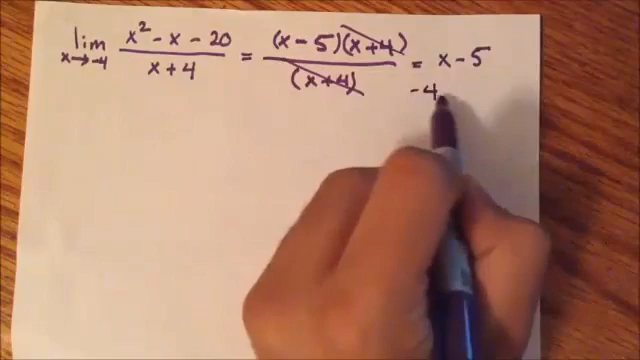 lim x→-4 x² - x - 20 / x + 4 = (x - 5)(x + 4) / (x + 4) = x - 5
-4